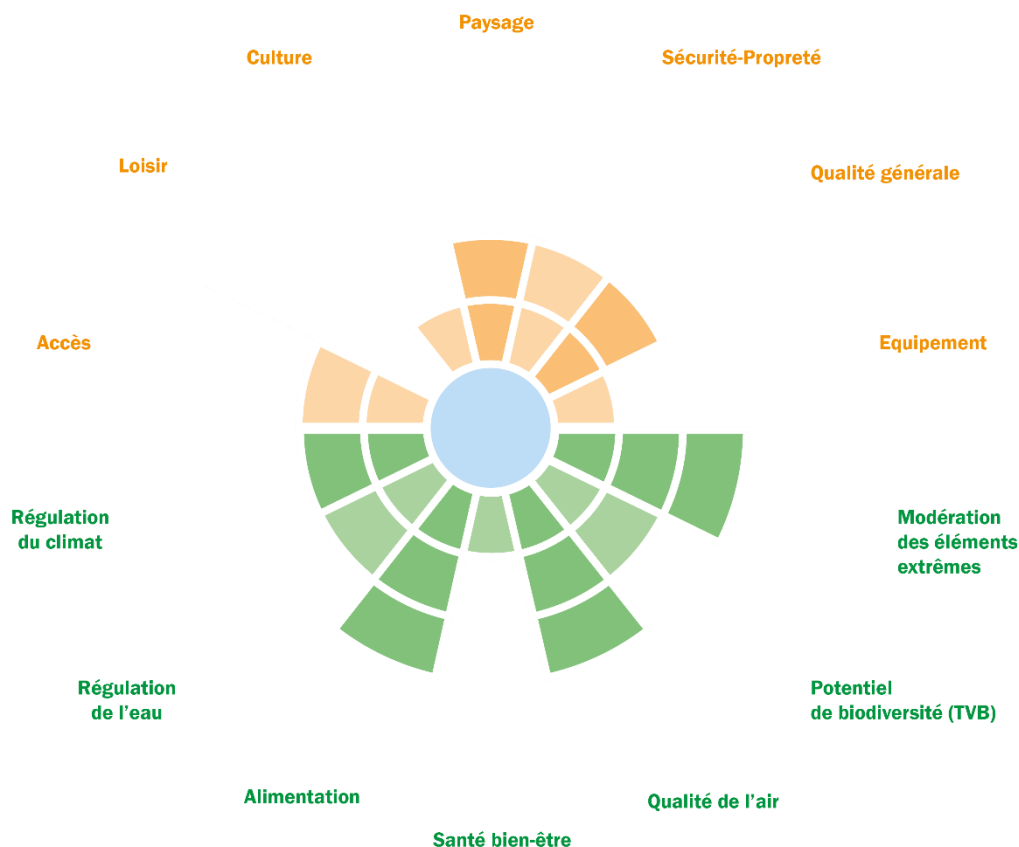 Paysage
Culture
Sécurité-Propreté
Loisir
Qualité générale
Accès
Equipement
Régulation
du climat
Modération
des éléments
extrêmes
Régulation
de l'eau
Potentiel
de biodiversité (TVB)
Alimentation
Qualité de l'air
Santé bien-être